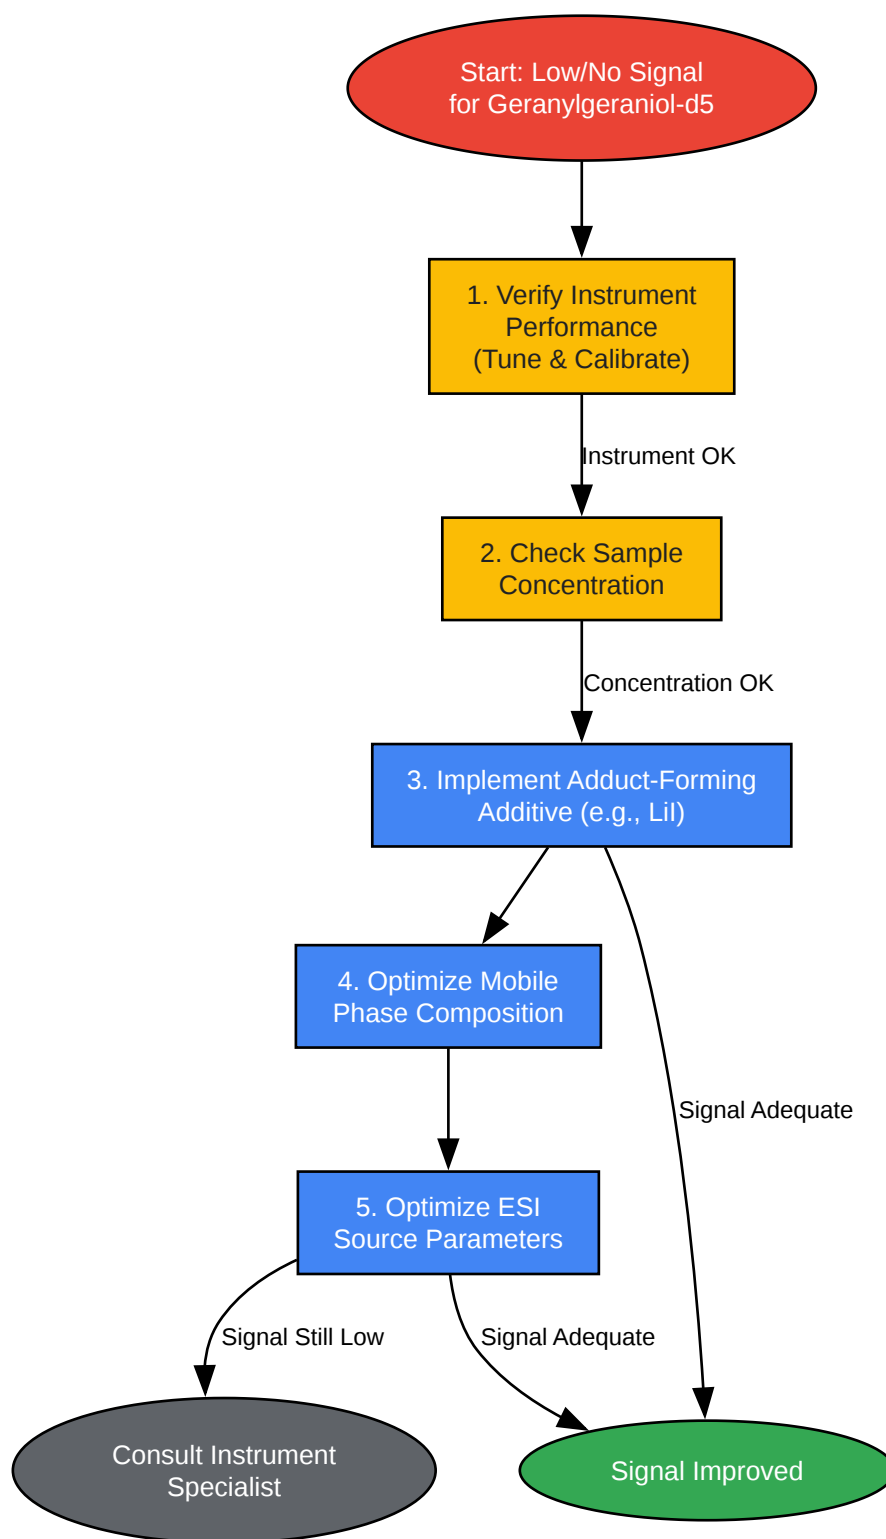 Start: Low/No Signal
for Geranylgeraniol-d5
1. Verify Instrument
Performance
(Tune & Calibrate)
Instrument OK
2. Check Sample
Concentration
Concentration OK
3. Implement Adduct-Forming
Additive (e.g., LiI)
4. Optimize Mobile
Phase Composition
Signal Adequate
5. Optimize ESI
Source Parameters
Signal Still Low
Signal Adequate
Consult Instrument
Specialist
Signal Improved